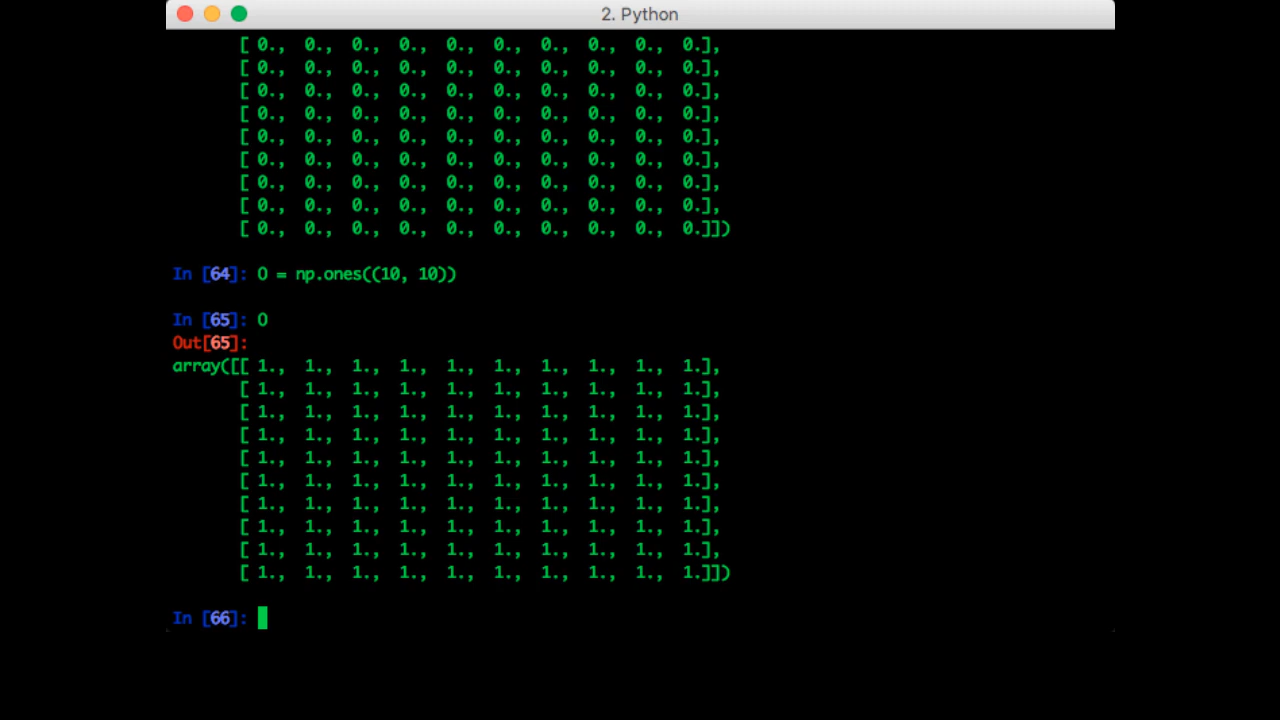 2. Python
[ 0., 0., 0., 0., 0., 0., 0., 0., 0., 0.],
[ 0., 0., 0., 0., 0., 0., 0., 0., 0., 0.],
[ 0., 0., 0., 0., 0., 0., 0., 0., 0., 0.],
[ 0., 0., 0., 0., 0., 0., 0., 0., 0., 0.],
[ 0., 0., 0., 0., 0., 0., 0., 0., 0., 0.],
[ 0., 0., 0., 0., 0., 0., 0., 0., 0., 0.],
[ 0., 0., 0., 0., 0., 0., 0., 0., 0., 0.],
[ 0., 0., 0., 0., 0., 0., 0., 0., 0., 0.],
[ 0., 0., 0., 0., 0., 0., 0., 0., 0., 0.]])
In [64]: O = np.ones((10, 10))
In [65]: O
Out[65]:
array([[ 1., 1., 1., 1., 1., 1., 1., 1., 1., 1.],
[ 1., 1., 1., 1., 1., 1., 1., 1., 1., 1.],
[ 1., 1., 1., 1., 1., 1., 1., 1., 1., 1.],
[ 1., 1., 1., 1., 1., 1., 1., 1., 1., 1.],
[ 1., 1., 1., 1., 1., 1., 1., 1., 1., 1.],
[ 1., 1., 1., 1., 1., 1., 1., 1., 1., 1.],
[ 1., 1., 1., 1., 1., 1., 1., 1., 1., 1.],
[ 1., 1., 1., 1., 1., 1., 1., 1., 1., 1.],
[ 1., 1., 1., 1., 1., 1., 1., 1., 1., 1.],
[ 1., 1., 1., 1., 1., 1., 1., 1., 1., 1.]])
In [66]: